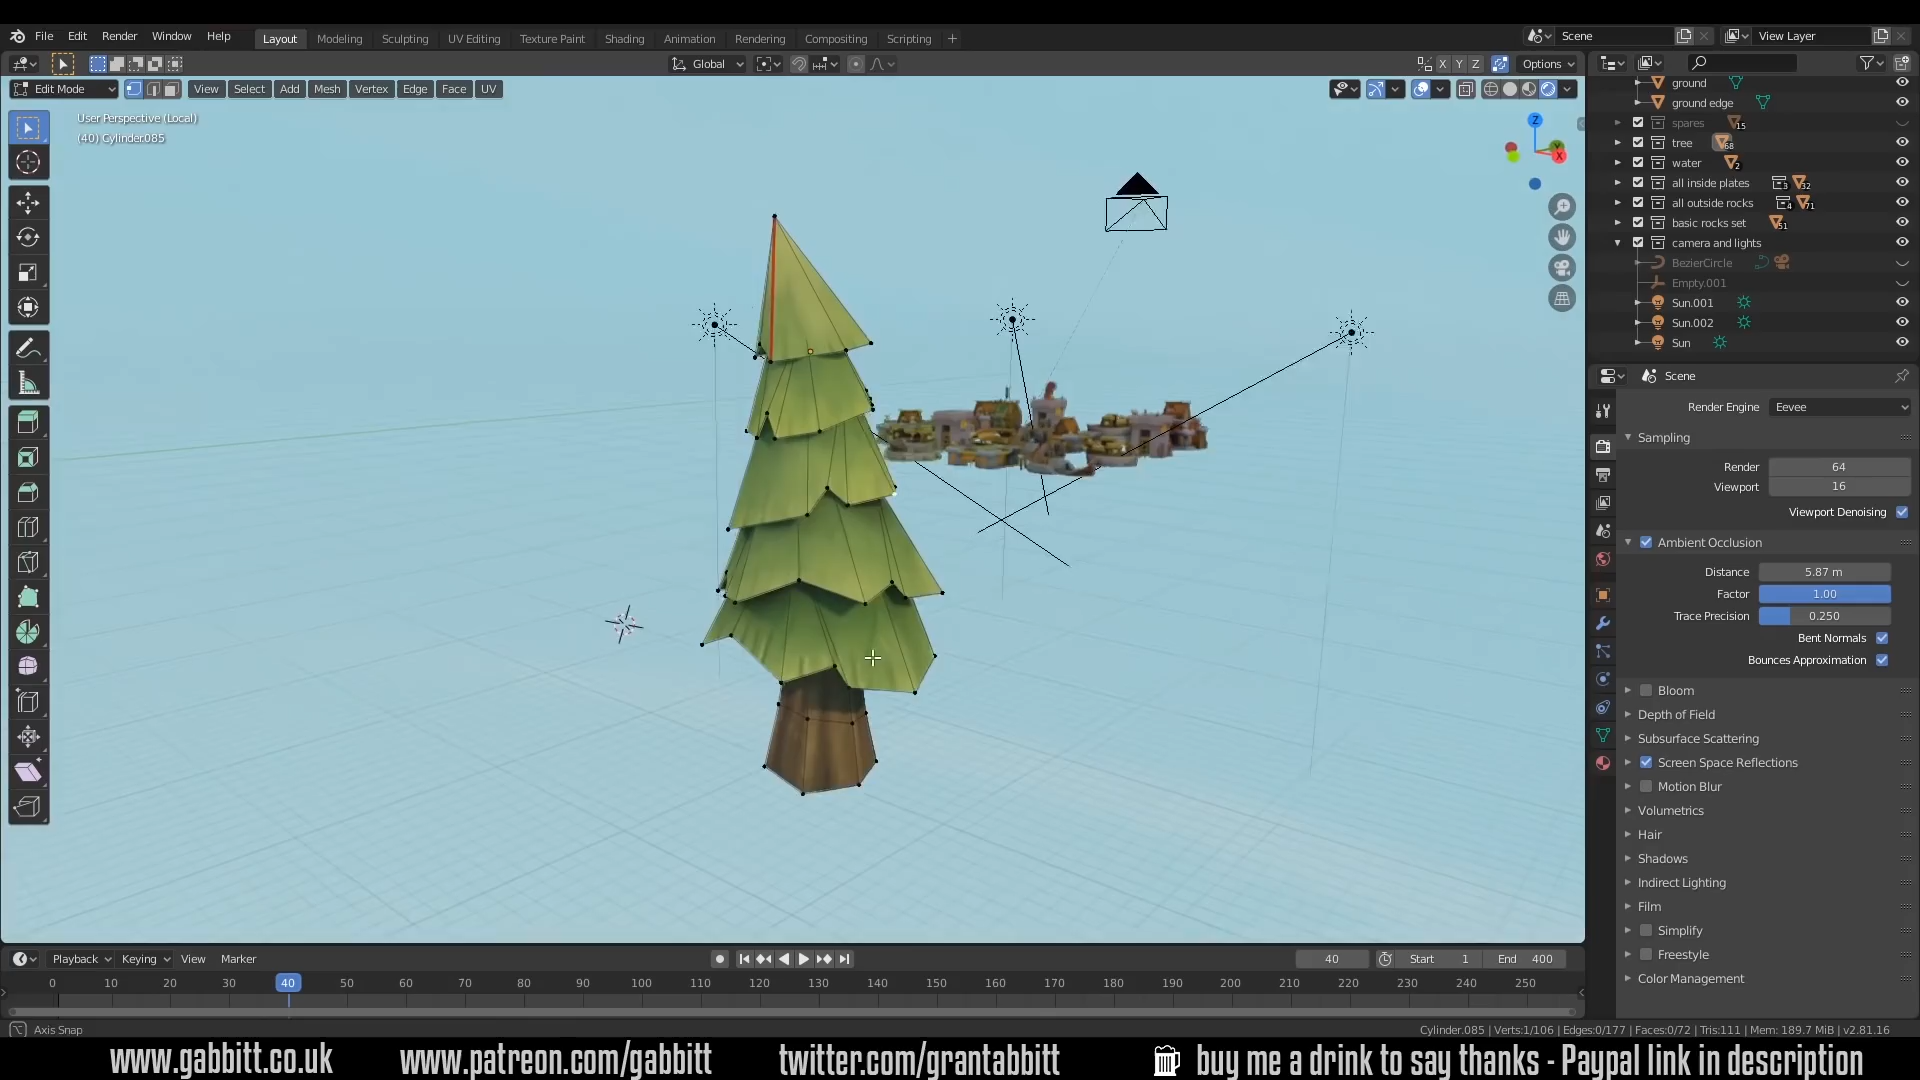 File Edit Render Window Help Layout Modeling Sculpting UV Editing Texture Paint Shading Animation Rendering Compositing Scripting + Scene View Layer
Global X Y Z Options
Edit Mode View Select Add Mesh Vertex Edge Face UV
User Perspective (Local)
(40) Cylinder.085
Z
Y
X
ground
ground edge
spares 15
tree 68
water 2
all inside plates 3 32
all outside rocks 4 71
basic rocks set 51
camera and lights
BezierCircle
Empty.001
Sun.001
Sun.002
Sun
Scene
Render Engine Eevee
Sampling
Render 64
Viewport 16
Viewport Denoising
Ambient Occlusion
Distance 5.87 m
Factor 1.00
Trace Precision 0.250
Bent Normals
Bounces Approximation
Bloom
Depth of Field
Subsurface Scattering
Screen Space Reflections
Motion Blur
Volumetrics
Hair
Shadows
Indirect Lighting
Film
Simplify
Freestyle
Color Management
Playback Keying View Marker 40 Start 1 End 400
0 10 20 30 40 50 60 70 80 90 100 110 120 130 140 150 160 170 180 190 200 210 220 230 240 250
Axis Snap Cylinder.085 | Verts:1/106 | Edges:0/177 | Faces:0/72 | Tris:111 | Mem: 189.7 MiB | v2.81.16
www.gabbitt.co.uk www.patreon.com/gabbitt twitter.com/grantabbitt buy me a drink to say thanks - Paypal link in description